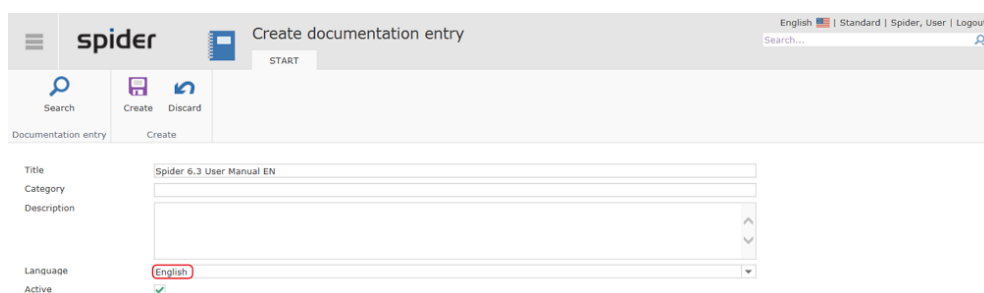 English | Standard | Spider, User | Logout
spider
Create documentation entry
Search...
START
Search
Create Discard
Documentation entry
Create
Title
Spider 6.3 User Manual EN
Category
Description
Language
English
Active